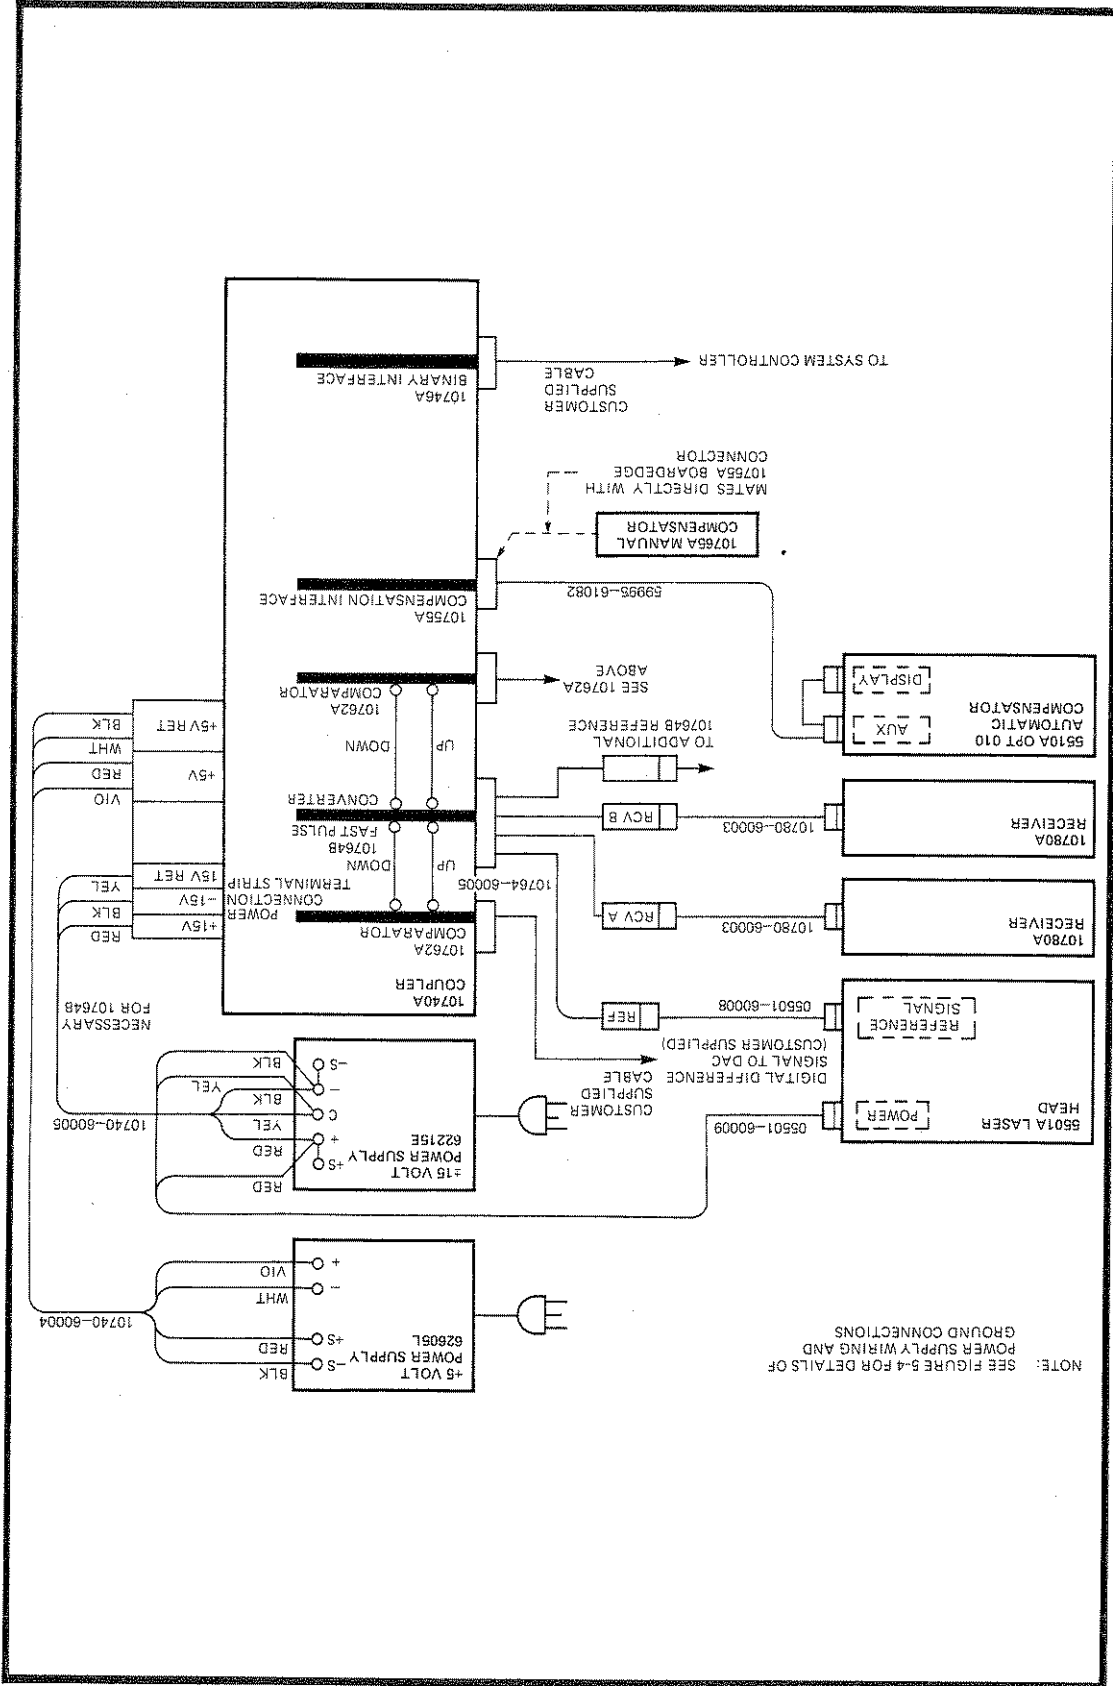 NOTE: SEE FIGURE 5-4 FOR DETAILS OF
POWER SUPPLY WIRING AND
GROUND CONNECTIONS
+5 VOLT
POWER SUPPLY
62605L
-S
+S
-
+
BLK
RED
WHT
VIO
10740-60004
5501A LASER
HEAD
POWER
REFERENCE
SIGNAL
05501-60009
05501-60008
REF
±15 VOLT
POWER SUPPLY
62215E
+S
+
C
-
-S
RED
RED
YEL
BLK
YEL
BLK
10740-60005
CUSTOMER
SUPPLIED
CABLE
DIGITAL DIFFERENCE
SIGNAL TO DAC
(CUSTOMER SUPPLIED)
NECESSARY
FOR 10764B
10780A
RECEIVER
10780-60003
RCV A
10780A
RECEIVER
10780-60003
RCV B
10764-60005
TO ADDITIONAL
10764B REFERENCE
10740A
COUPLER
10762A
COMPARATOR
UP
DOWN
10764B
FAST PULSE
CONVERTER
UP
DOWN
10762A
COMPARATOR
POWER
CONNECTION
TERMINAL STRIP
+15V
-15V
15V RET
+5V
+5V RET
RED
BLK
YEL
VIO
RED
WHT
BLK
SEE 10762A
ABOVE
5510A OPT 010
AUTOMATIC
COMPENSATOR
AUX
DISPLAY
59995-61082
10755A
COMPENSATION INTERFACE
10765A MANUAL
COMPENSATOR
MATES DIRECTLY WITH
10755A BOARDEDGE
CONNECTOR
10746A
BINARY INTERFACE
CUSTOMER
SUPPLIED
CABLE
TO SYSTEM CONTROLLER